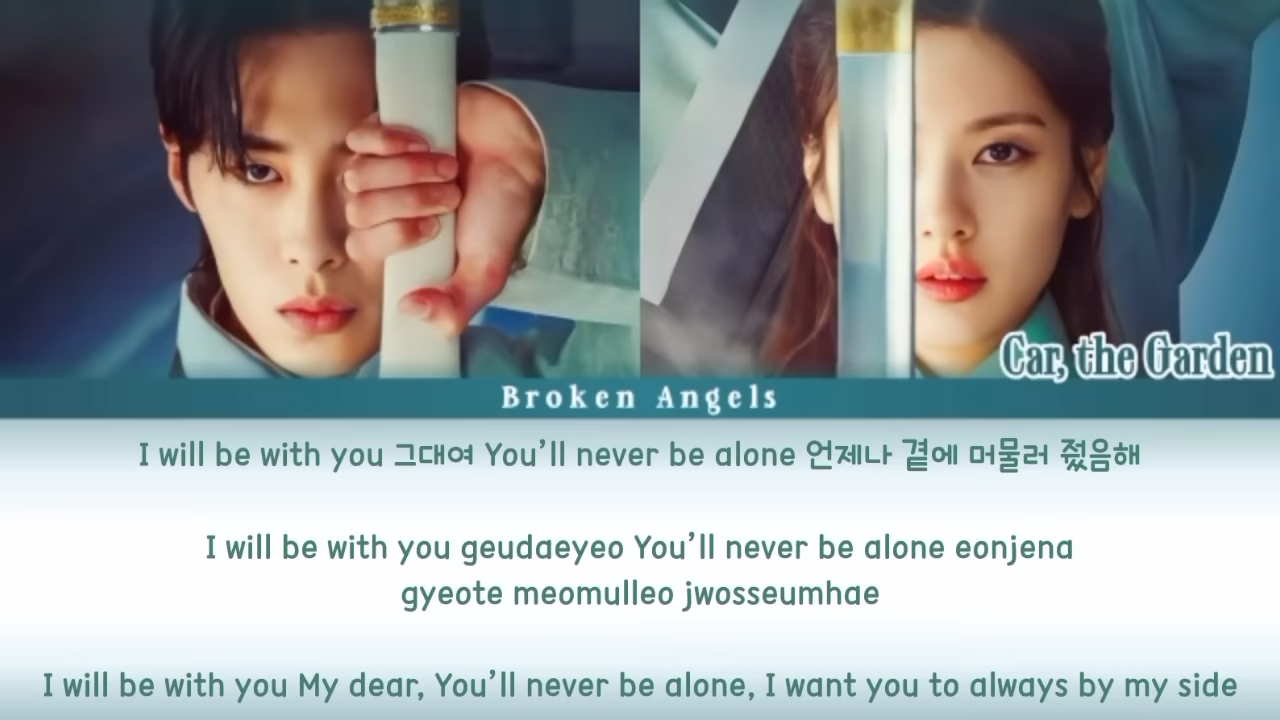 Car, the Garden
Broken Angels
I will be with you 그대여 You’ll never be alone 언제나 곁에 머물러 줬음해
I will be with you geudaeyeo You’ll never be alone eonjena
gyeote meomulleo jwosseumhae
I will be with you My dear, You’ll never be alone, I want you to always by my side